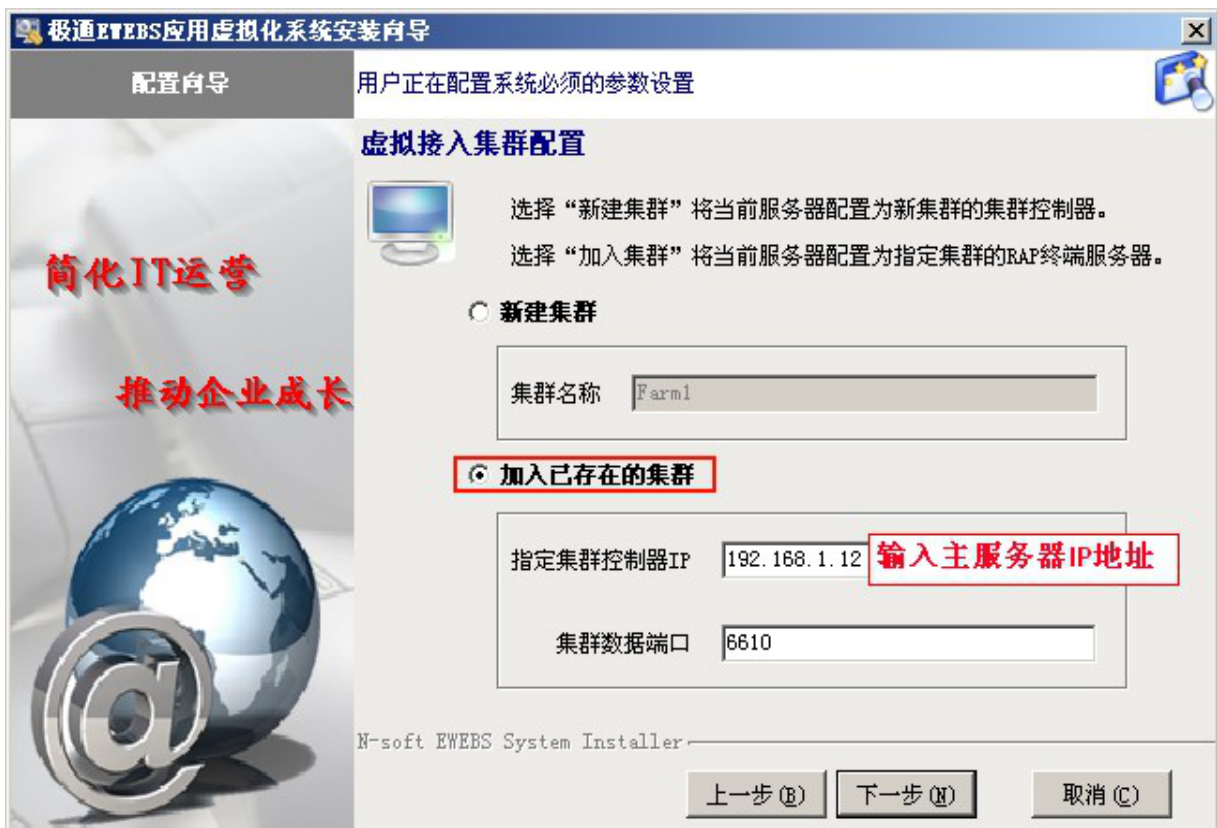 极通EWEBS应用虚拟化系统安装向导
配置向导
用户正在配置系统必须的参数设置
虚拟接入集群配置
选择“新建集群”将当前服务器配置为新集群的集群控制器。
选择“加入集群”将当前服务器配置为指定集群的RAP终端服务器。
简化IT运营
推动企业成长
新建集群
集群名称 Farm1
加入已存在的集群
指定集群控制器IP 192.168.1.12 输入主服务器IP地址
集群数据端口 6610
N-soft EWEBS System Installer
上一步(B) 下一步(N) 取消(C)